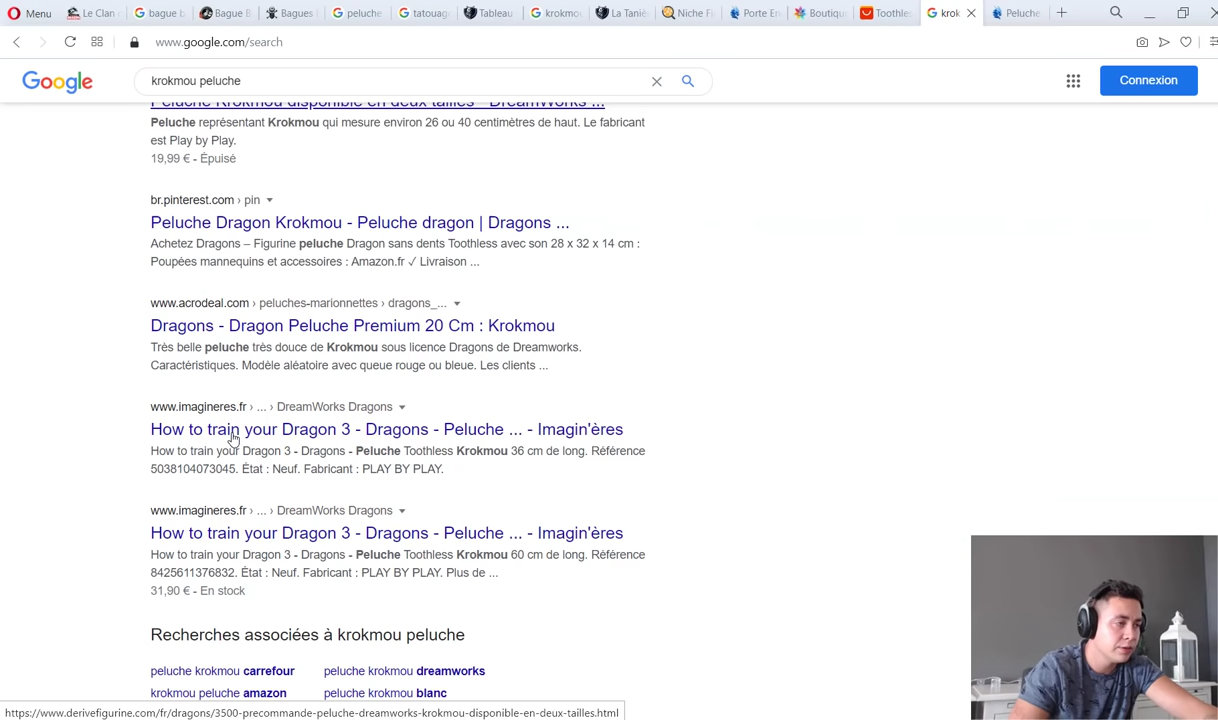 Menu Le Clan d bague b Bague B Bagues peluche tatouag Tableau krokmou La Taniè Niche F Porte En Boutiqu Toothles krok Peluche
www.google.com/search
Google krokmou peluche Connexion
Peluche Krokmou disponible en deux tailles - DreamWorks ...
Peluche représentant Krokmou qui mesure environ 26 ou 40 centimètres de haut. Le fabricant
est Play by Play.
19,99 € - Épuisé
br.pinterest.com › pin
Peluche Dragon Krokmou - Peluche dragon | Dragons ...
Achetez Dragons – Figurine peluche Dragon sans dents Toothless avec son 28 x 32 x 14 cm :
Poupées mannequins et accessoires : Amazon.fr ✓ Livraison ...
www.acrodeal.com › peluches-marionnettes › dragons_...
Dragons - Dragon Peluche Premium 20 Cm : Krokmou
Très belle peluche très douce de Krokmou sous licence Dragons de Dreamworks.
Caractéristiques. Modèle aléatoire avec queue rouge ou bleue. Les clients ...
www.imagineres.fr › ... › DreamWorks Dragons
How to train your Dragon 3 - Dragons - Peluche ... - Imagin'ères
How to train your Dragon 3 - Dragons - Peluche Toothless Krokmou 36 cm de long. Référence
5038104073045. État : Neuf. Fabricant : PLAY BY PLAY.
www.imagineres.fr › ... › DreamWorks Dragons
How to train your Dragon 3 - Dragons - Peluche ... - Imagin'ères
How to train your Dragon 3 - Dragons - Peluche Toothless Krokmou 60 cm de long. Référence
8425611376832. État : Neuf. Fabricant : PLAY BY PLAY. Plus de ...
31,90 € - En stock
Recherches associées à krokmou peluche
peluche krokmou carrefour peluche krokmou dreamworks
krokmou peluche amazon peluche krokmou blanc
https://www.derivefigurine.com/fr/dragons/3500-precommande-peluche-dreamworks-krokmou-disponible-en-deux-tailles.html